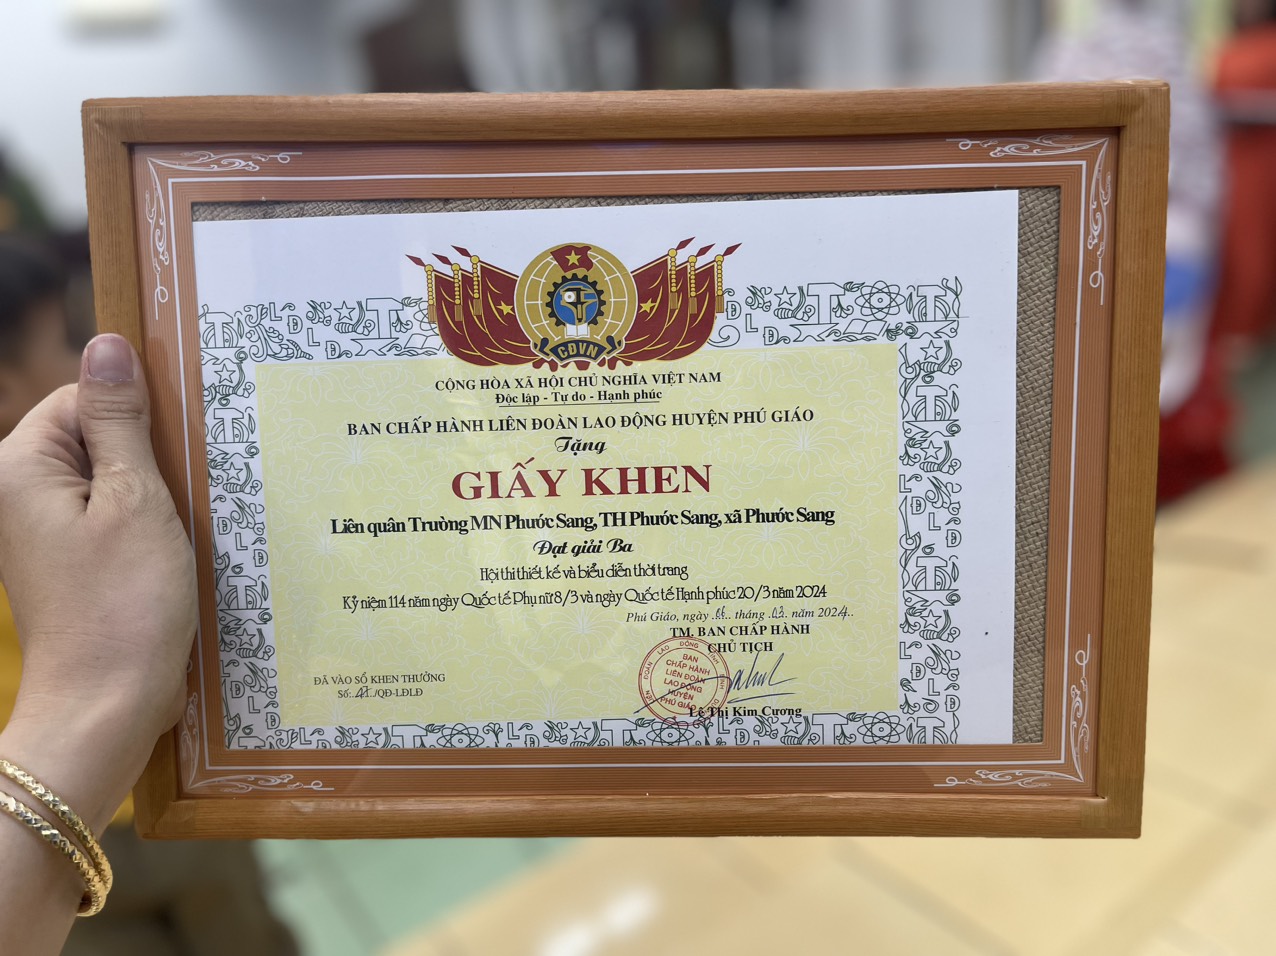 CĐVN
CỘNG HÒA XÃ HỘI CHỦ NGHĨA VIỆT NAM
Độc lập - Tự do - Hạnh phúc
BAN CHẤP HÀNH LIÊN ĐOÀN LAO ĐỘNG HUYỆN PHÚ GIÁO
Tặng
GIẤY KHEN
Liên quân Trường MN Phước Sang, TH Phước Sang, xã Phước Sang
Đạt giải Ba
Hội thi thiết kế và biểu diễn thời trang
Kỷ niệm 114 năm ngày Quốc tế Phụ nữ 8/3 và ngày Quốc tế Hạnh phúc 20/3 năm 2024
Phú Giáo, ngày tháng .03. năm 2024.
TM. BAN CHẤP HÀNH
CHỦ TỊCH
BAN
CHẤP HÀNH
LIÊN ĐOÀN
LAO ĐỘNG
HUYỆN
PHÚ GIÁO
Lê Thị Kim Cương
ĐÃ VÀO SỔ KHEN THƯỞNG
Số: /QĐ-LĐLĐ